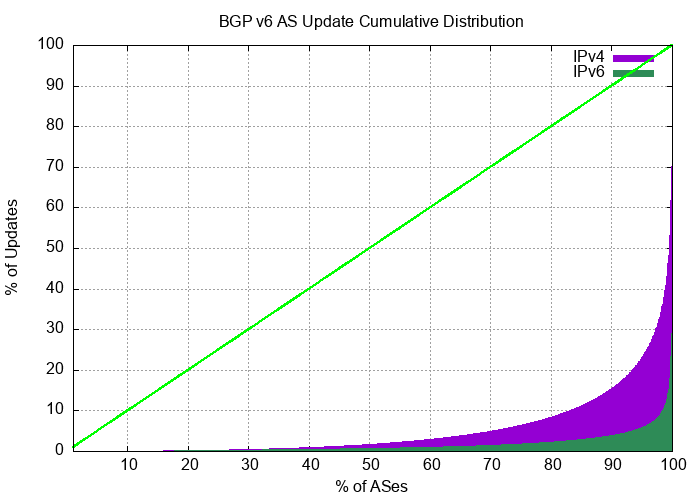 BGP v6 AS Update Cumulative Distribution
100
90
80
70
60
50
40
30
20
10
0
% of Updates
IPv4
IPv6
10 20 30 40 50 60 70 80 90 100
% of ASes